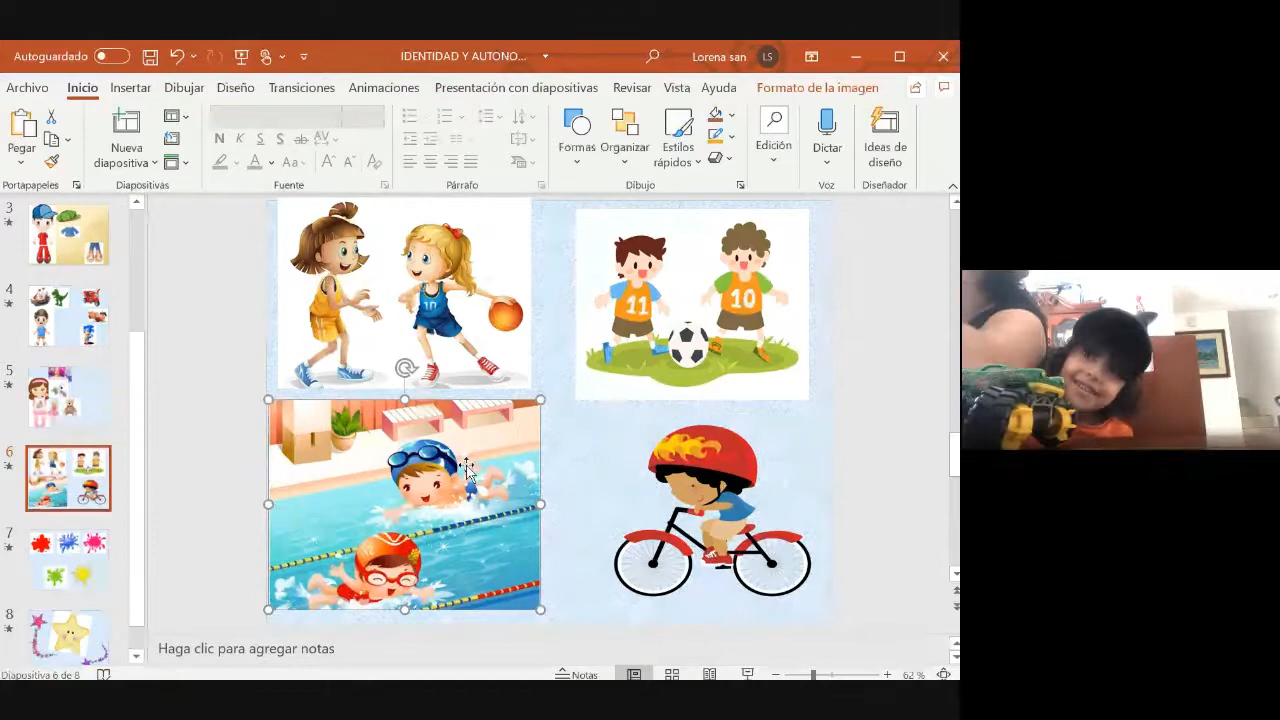 Autoguardado
IDENTIDAD Y AUTONO...
Lorena san
LS
Archivo Inicio Insertar Dibujar Diseño Transiciones Animaciones Presentación con diapositivas Revisar Vista Ayuda Formato de la imagen
Pegar
Nueva
diapositiva
N K S S ab AV
A Aa A A
Formas
Organizar
Estilos
rápidos
Edición
Dictar
Ideas de
diseño
Portapapeles
Diapositivas
Fuente
Párrafo
Dibujo
Voz
Diseñador
3
4
5
6
7
8
10
11
10
Haga clic para agregar notas
Diapositiva 6 de 8
Notas
62 %